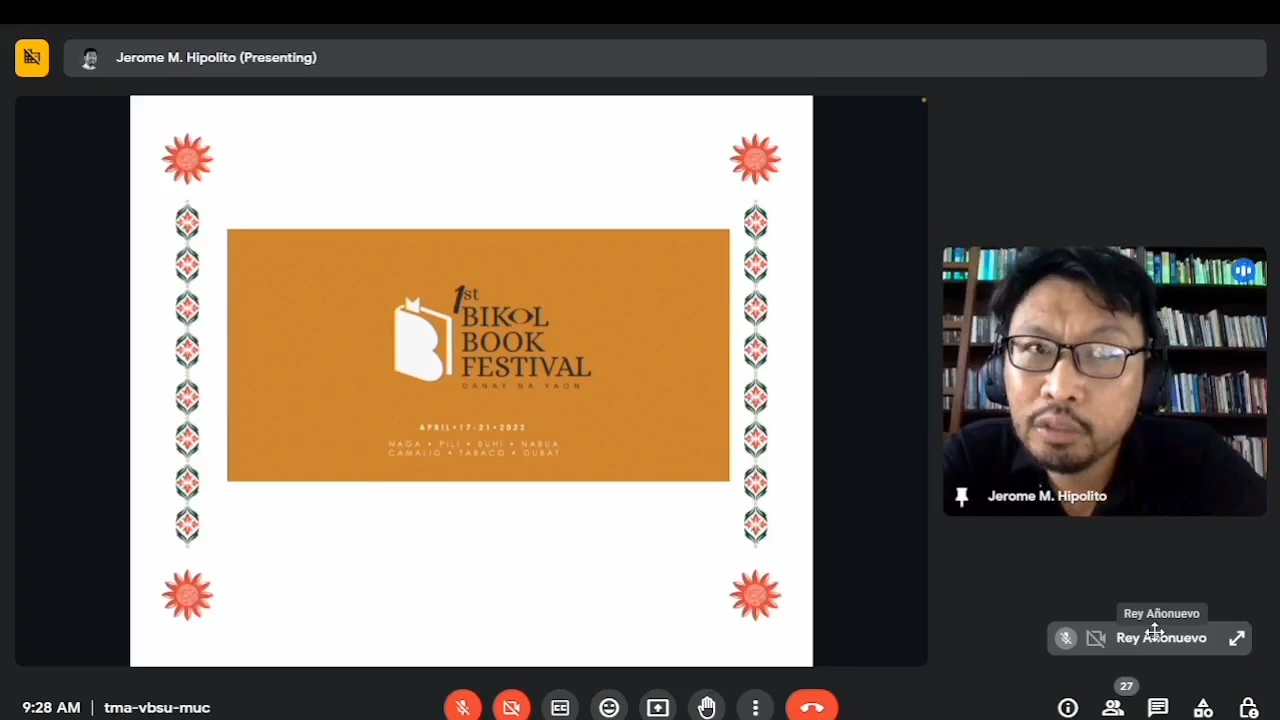 Jerome M. Hipolito (Presenting)
1st
BIKOL
BOOK
FESTIVAL
DANAY NA YAON
APRIL•17-21•2022
NAGA • PILI • BUHI • NABUA
CAMALIG • TABACO • GUBAT
Jerome M. Hipolito
Rey Añonuevo
Rey Añonuevo
27
9:28 AM | tma-vbsu-muc